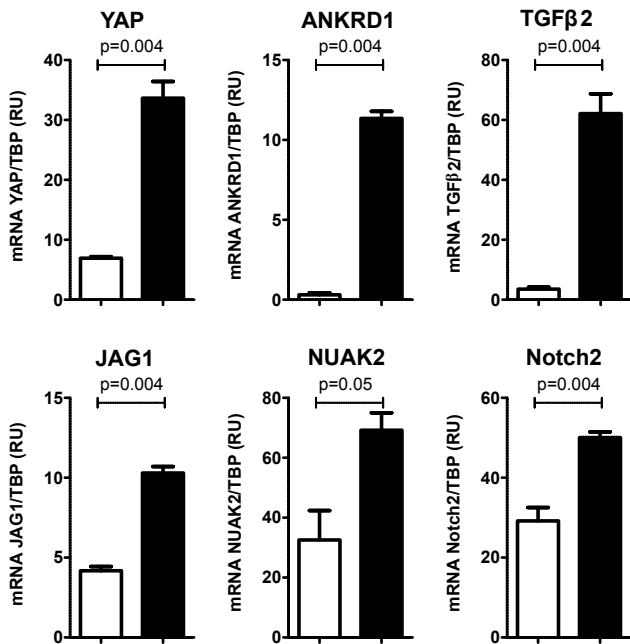 YAP
p=0.004
mRNA YAP/TBP (RU)
40
30
20
10
0
ANKRD1
p=0.004
mRNA ANKRD1/TBP (RU)
15
10
5
0
TGFβ2
p=0.004
mRNA TGFβ2/TBP (RU)
80
60
40
20
0
JAG1
p=0.004
mRNA JAG1/TBP (RU)
15
10
5
0
NUAK2
p=0.05
mRNA NUAK2/TBP (RU)
80
60
40
20
0
Notch2
p=0.004
mRNA Notch2/TBP (RU)
60
40
20
0